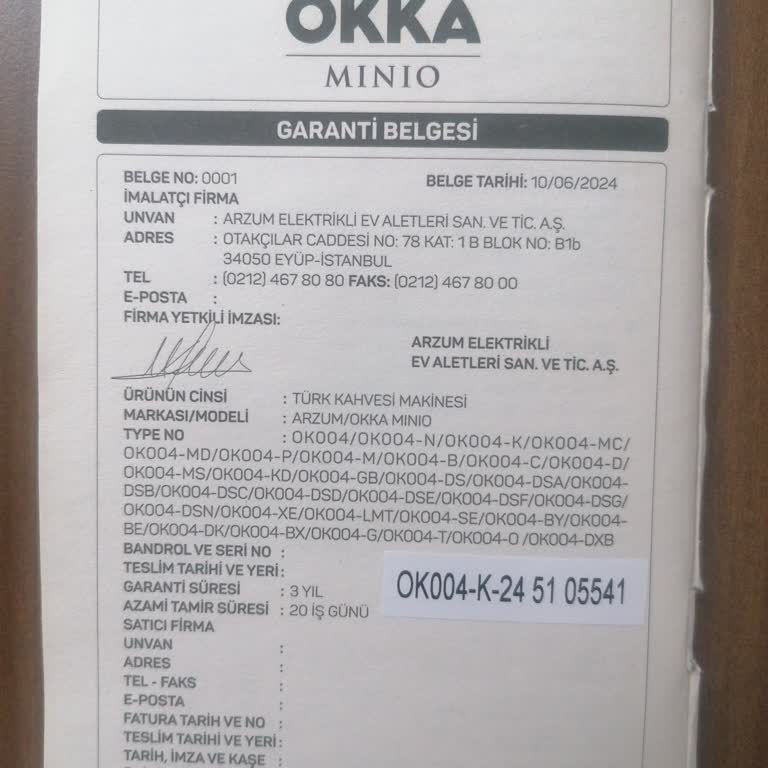 OKKA
MINIO
GARANTİ BELGESİ
BELGE NO: 0001 BELGE TARİHİ: 10/06/2024
İMALATÇI FİRMA
UNVAN : ARZUM ELEKTRİKLİ EV ALETLERİ SAN. VE TİC. A.Ş.
ADRES : OTAKÇILAR CADDESİ NO: 78 KAT: 1 B BLOK NO: B1b
34050 EYÜP-İSTANBUL
TEL : (0212) 467 80 80 FAKS: (0212) 467 80 00
E-POSTA :
FİRMA YETKİLİ İMZASI:
ARZUM ELEKTRİKLİ
EV ALETLERİ SAN. VE TİC. A.Ş.
ÜRÜNÜN CİNSİ : TÜRK KAHVESİ MAKİNESİ
MARKASI/MODELİ : ARZUM/OKKA MINIO
TYPE NO : OK004/OK004-N/OK004-K/OK004-MC/
OK004-MD/OK004-P/OK004-M/OK004-B/OK004-C/OK004-D/
OK004-MS/OK004-KD/OK004-GB/OK004-DS/OK004-DSA/OK004-
DSB/OK004-DSC/OK004-DSD/OK004-DSE/OK004-DSF/OK004-DSG/
OK004-DSN/OK004-XE/OK004-LMT/OK004-SE/OK004-BY/OK004-
BE/OK004-DK/OK004-BX/OK004-G/OK004-T/OK004-O /OK004-DXB
BANDROL VE SERİ NO :
TESLİM TARİHİ VE YERİ :
GARANTİ SÜRESİ : 3 YIL
OK004-K-24 51 05541
AZAMİ TAMİR SÜRESİ : 20 İŞ GÜNÜ
SATICI FİRMA
UNVAN :
ADRES :
TEL - FAKS :
E-POSTA :
FATURA TARİH VE NO :
TESLİM TARİHİ VE YERİ :
TARİH, İMZA VE KAŞE :